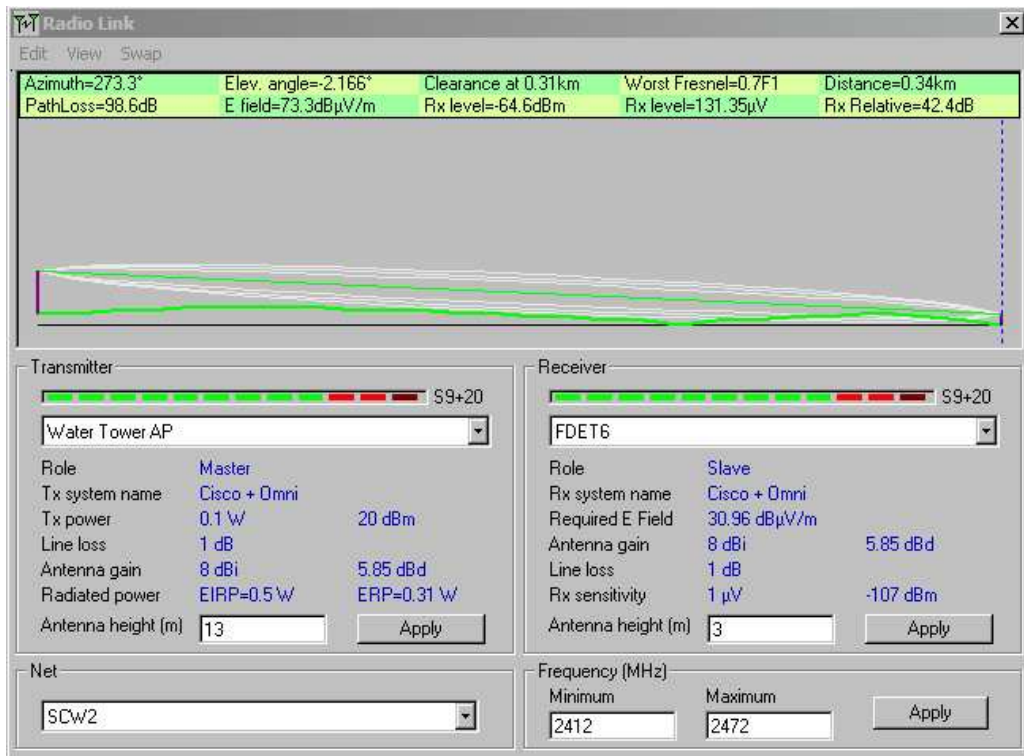 Radio Link
Edit View Swap
Azimuth=273.3° Elev. angle=-2.166° Clearance at 0.31km Worst Fresnel=0.7F1 Distance=0.34km
PathLoss=98.6dB E field=73.3dBµV/m Rx level=-64.6dBm Rx level=131.35µV Rx Relative=42.4dB
Transmitter
S9+20
Water Tower AP
Role Master
Tx system name Cisco + Omni
Tx power 0.1 W 20 dBm
Line loss 1 dB
Antenna gain 8 dBi 5.85 dBd
Radiated power EIRP=0.5 W ERP=0.31 W
Antenna height (m) 13 Apply
Receiver
S9+20
FDET6
Role Slave
Rx system name Cisco + Omni
Required E Field 30.96 dBµV/m
Antenna gain 8 dBi 5.85 dBd
Line loss 1 dB
Rx sensitivity 1 µV -107 dBm
Antenna height (m) 3 Apply
Net
SCW2
Frequency (MHz)
Minimum Maximum
2412 2472 Apply